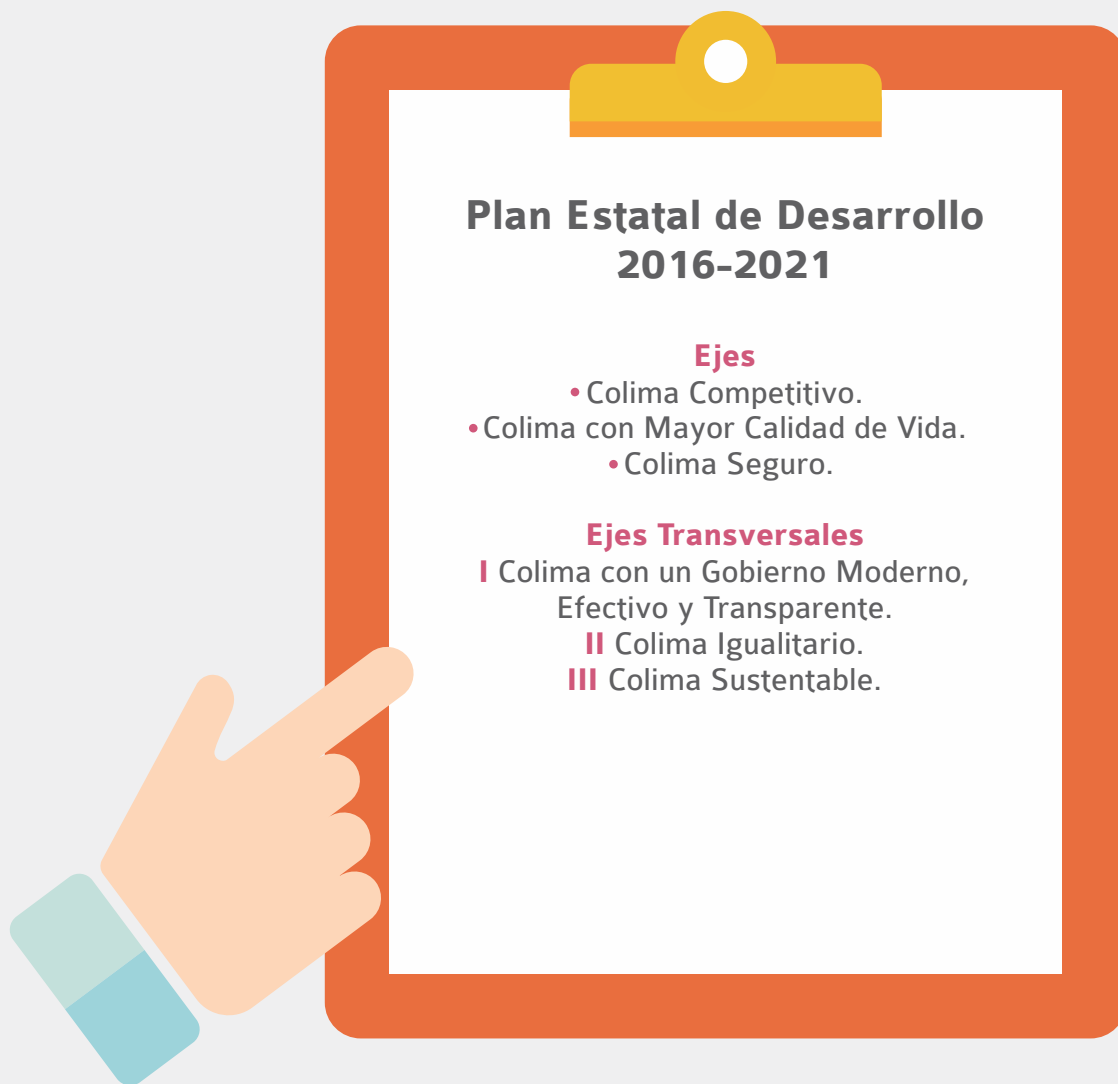 Plan Estatal de Desarrollo
2016-2021
Ejes
• Colima Competitivo.
• Colima con Mayor Calidad de Vida.
• Colima Seguro.
Ejes Transversales
I Colima con un Gobierno Moderno,
Efectivo y Transparente.
II Colima Igualitario.
III Colima Sustentable.